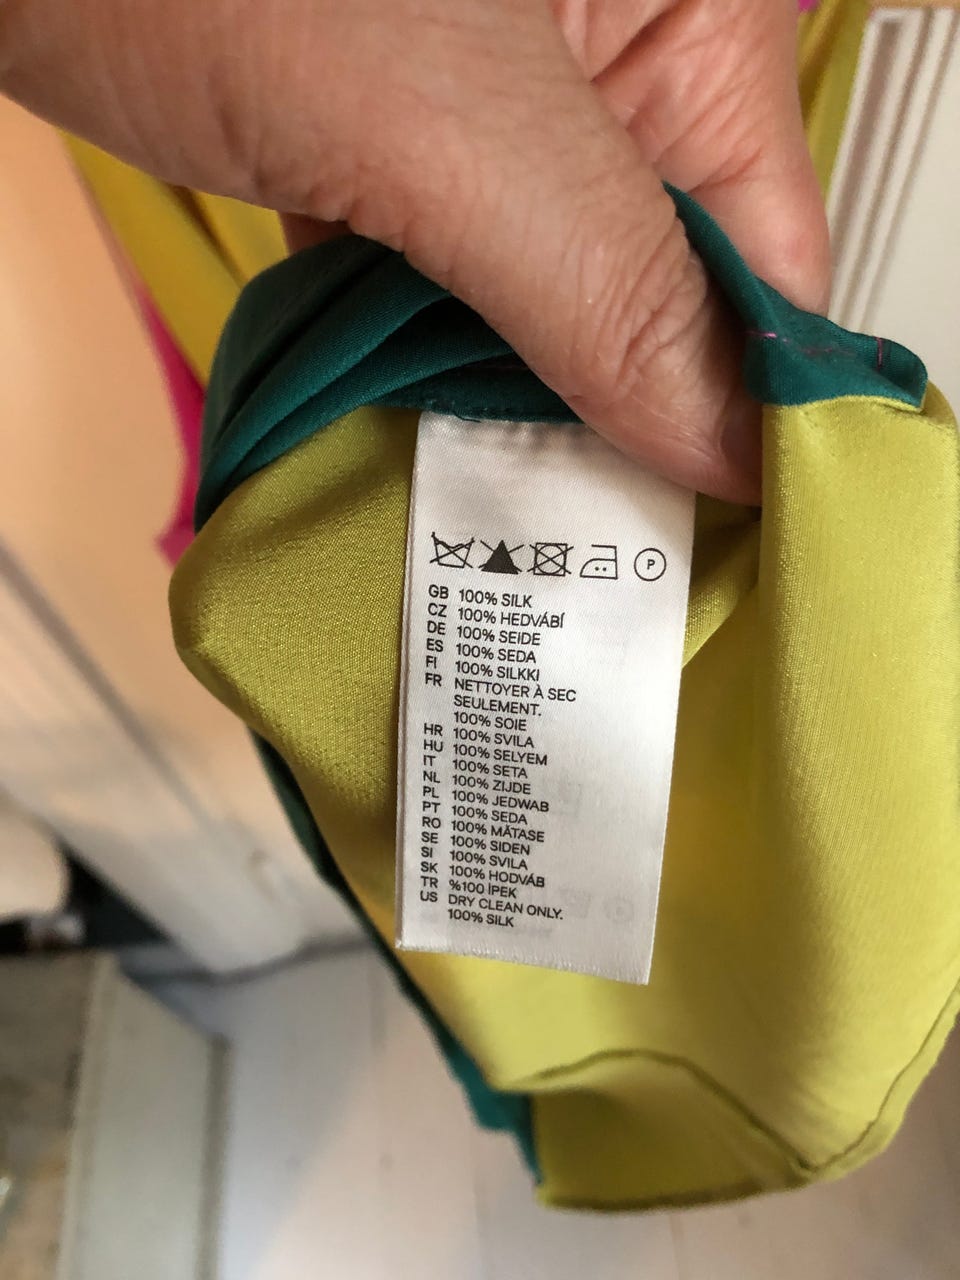 P
GB 100% SILK
CZ 100% HEDVÁBÍ
DE 100% SEIDE
ES 100% SEDA
FI 100% SILKKI
FR NETTOYER À SEC
SEULEMENT.
100% SOIE
HR 100% SVILA
HU 100% SELYEM
IT 100% SETA
NL 100% ZIJDE
PL 100% JEDWAB
PT 100% SEDA
RO 100% MĂTASE
SE 100% SIDEN
SI 100% SVILA
SK 100% HODVÁB
TR %100 İPEK
US DRY CLEAN ONLY.
100% SILK